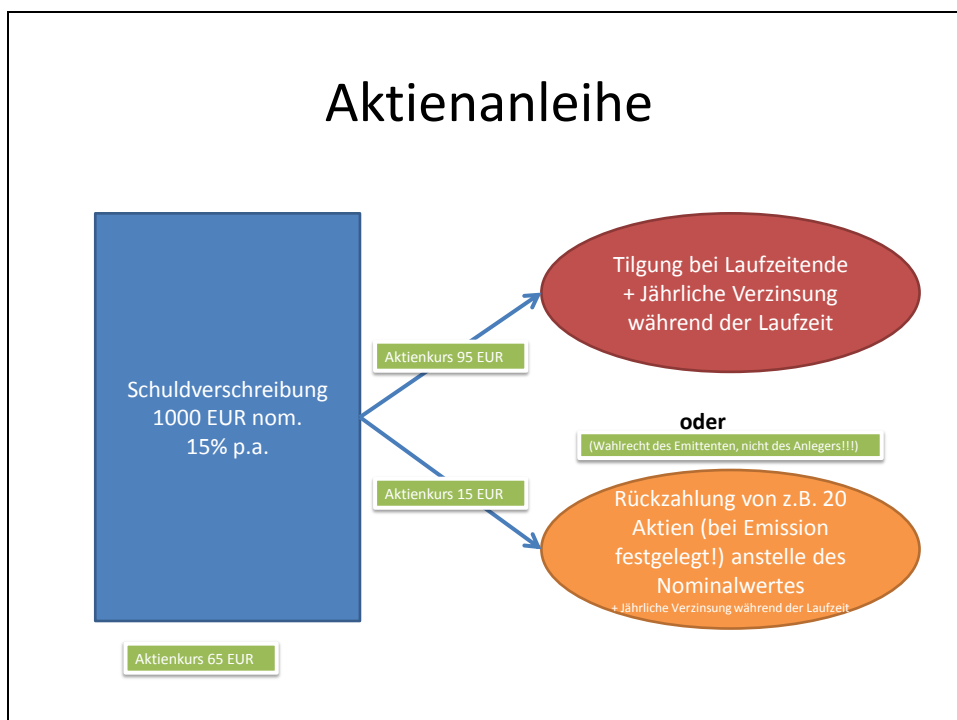 Aktienanleihe
Schuldverschreibung
1000 EUR nom.
15% p.a.
Aktienkurs 65 EUR
Aktienkurs 95 EUR
Aktienkurs 15 EUR
Tilgung bei Laufzeitende
+ Jährliche Verzinsung
während der Laufzeit
oder
(Wahlrecht des Emittenten, nicht des Anlegers!!!)
Rückzahlung von z.B. 20
Aktien (bei Emission
festgelegt!) anstelle des
Nominalwertes
+ Jährliche Verzinsung während der Laufzeit